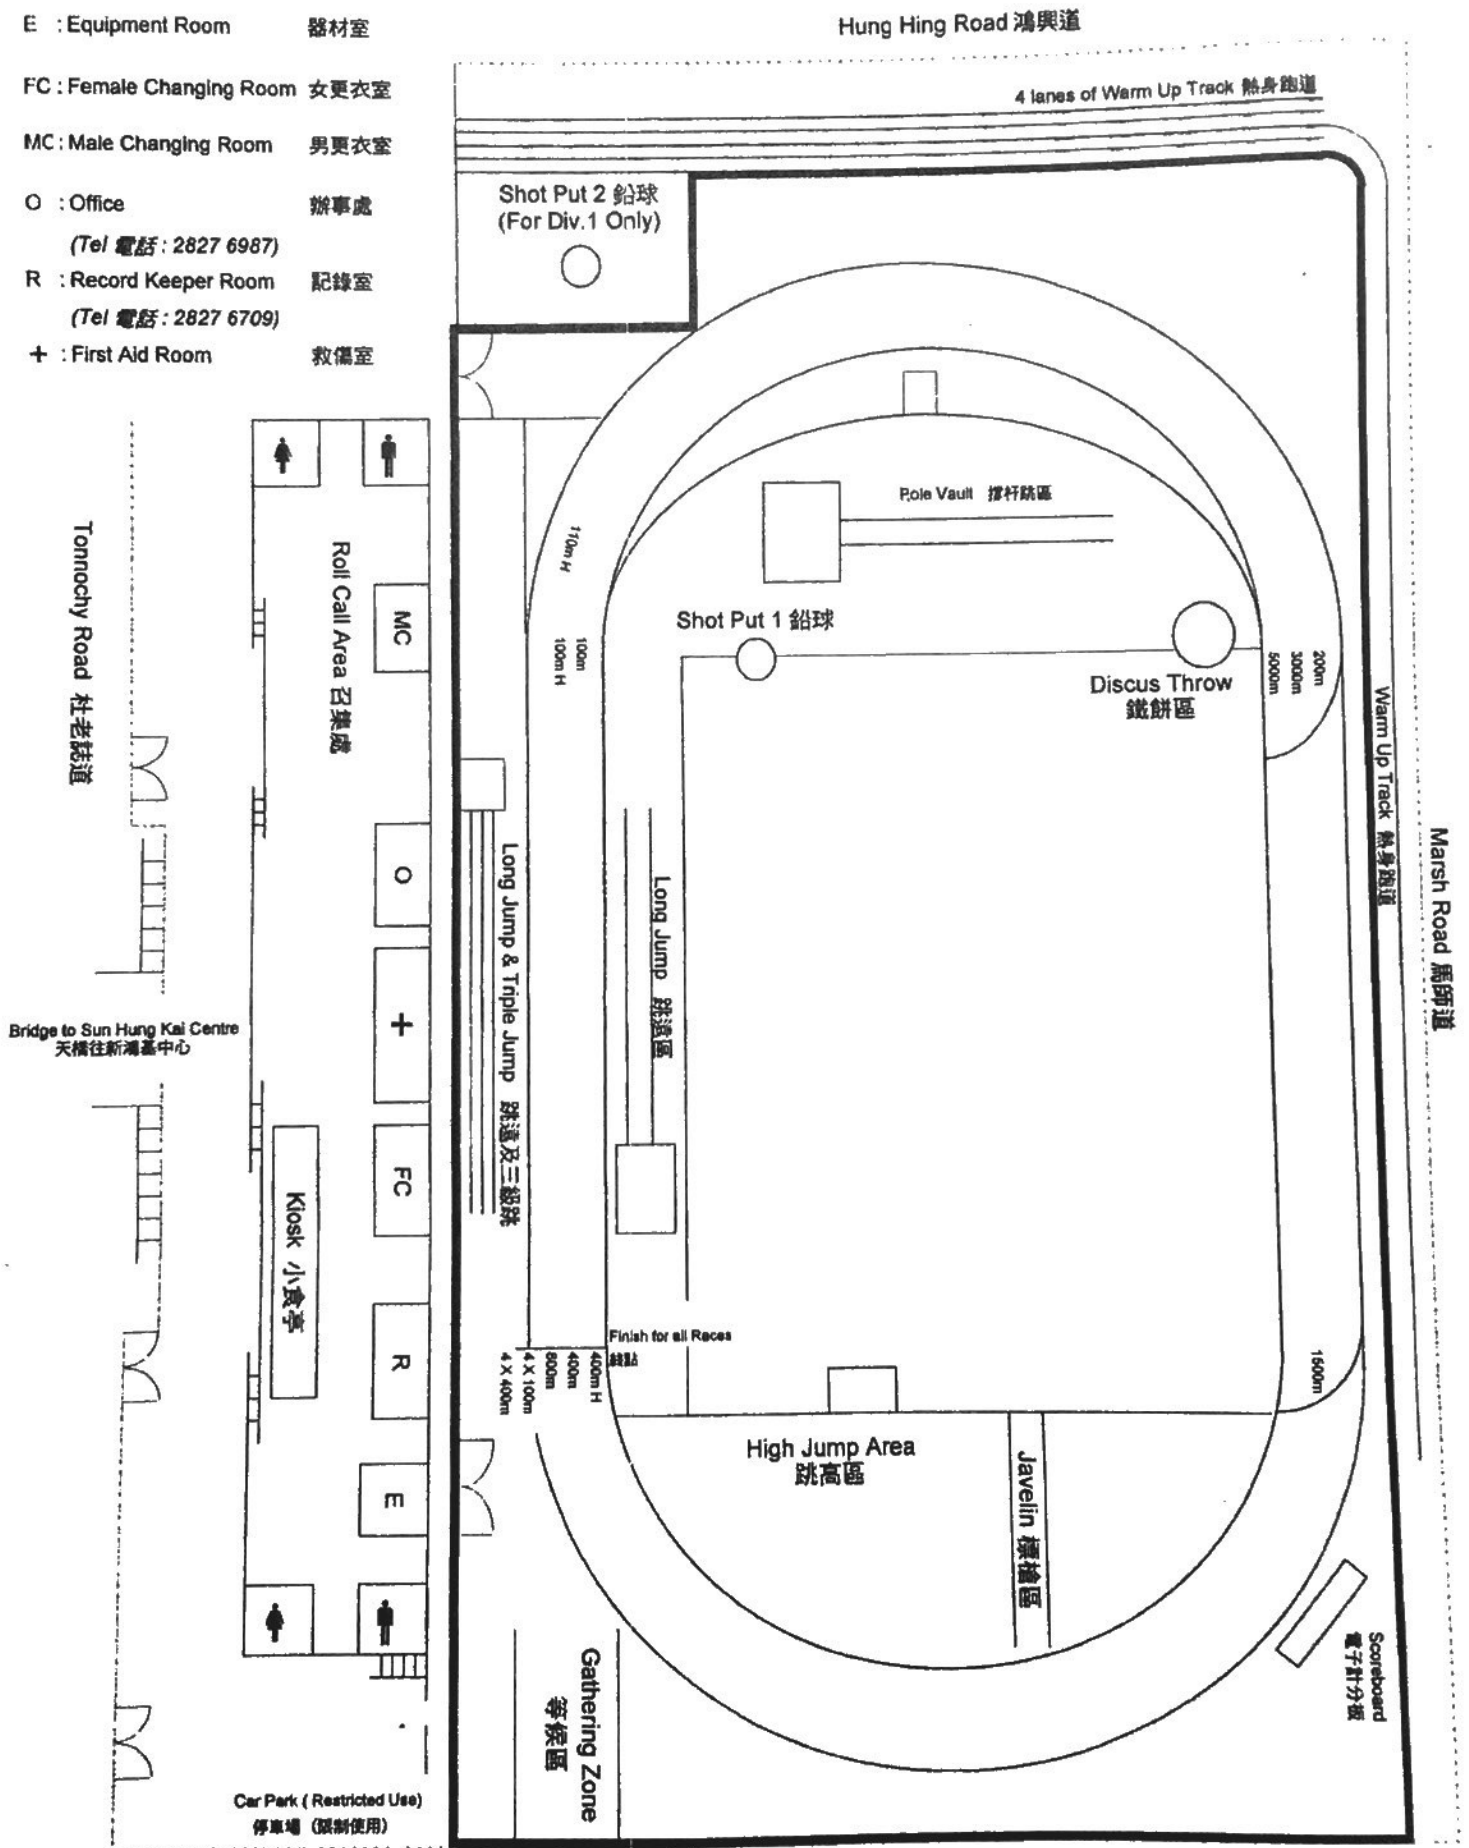 E : Equipment Room 器材室
FC : Female Changing Room 女更衣室
MC : Male Changing Room 男更衣室
O : Office 辦事處
(Tel 電話 : 2827 6987)
R : Record Keeper Room 記錄室
(Tel 電話 : 2827 6709)
+ : First Aid Room 救傷室
Hung Hing Road 鴻興道
4 lanes of Warm Up Track 熱身跑道
Shot Put 2 鉛球
(For Div.1 Only)
Pole Vault 撐杆跳區
110m H
100m
100m H
Shot Put 1 鉛球
Discus Throw
鐵餅區
200m
3000m
5000m
Warm Up Track 熱身跑道
Marsh Road 馬師道
Tonnochy Road 杜老誌道
Roll Call Area 召集處
MC
O
+
FC
R
E
Kiosk 小食亭
Bridge to Sun Hung Kai Centre
天橋往新鴻基中心
Long Jump & Triple Jump 跳遠及三級跳
Long Jump 跳遠區
Finish for all Races
終點
400m H
400m
800m
4 X 100m
4 X 400m
1500m
High Jump Area
跳高區
Javelin 標槍區
Scoreboard
電子計分板
Gathering Zone
等候區
Car Park ( Restricted Use)
停車場 (限制使用)